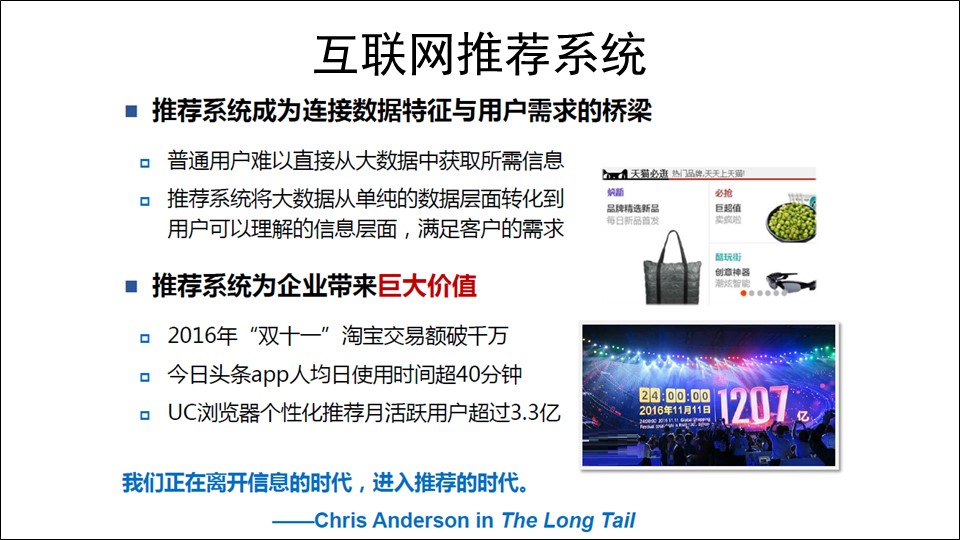 互联网推荐系统
推荐系统成为连接数据特征与用户需求的桥梁
普通用户难以直接从大数据中获取所需信息
推荐系统将大数据从单纯的数据层面转化到
用户可以理解的信息层面，满足客户的需求
天猫必逛 热门品牌,天天上天猫!
品牌精选新品
每日新品首发
必抢
巨超值
卖疯啦
酷玩街
创意神器
潮炫智能
推荐系统为企业带来巨大价值
2016年“双十一”淘宝交易额破千万
今日头条app人均日使用时间超40分钟
UC浏览器个性化推荐月活跃用户超过3.3亿
24:00:00
2016年11月11日
1207亿
我们正在离开信息的时代，进入推荐的时代。
——Chris Anderson in The Long Tail